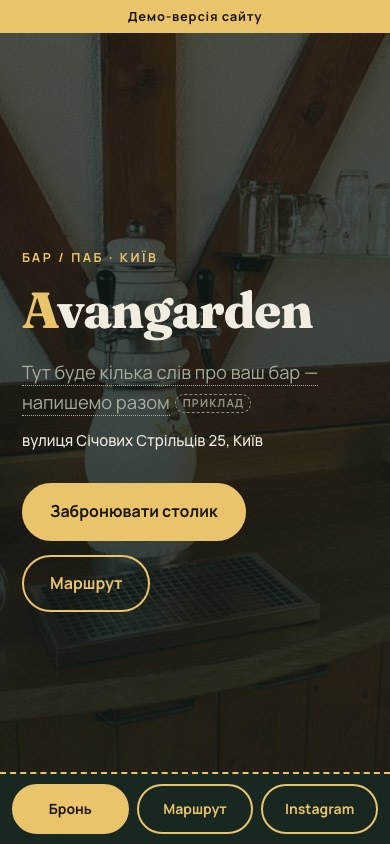 Демо-версія сайту
БАР / ПАБ · КИЇВ
Avangarden
Тут буде кілька слів про ваш бар —
напишемо разом ПРИКЛАД
вулиця Січових Стрільців 25, Київ
Забронювати столик
Маршрут
Бронь Маршрут Instagram